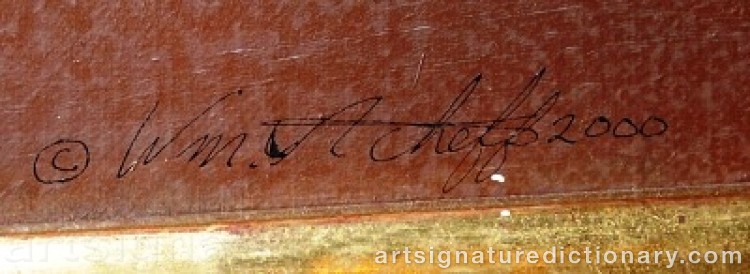 © Wm. Acheff 2000
artsignaturedictionary.com